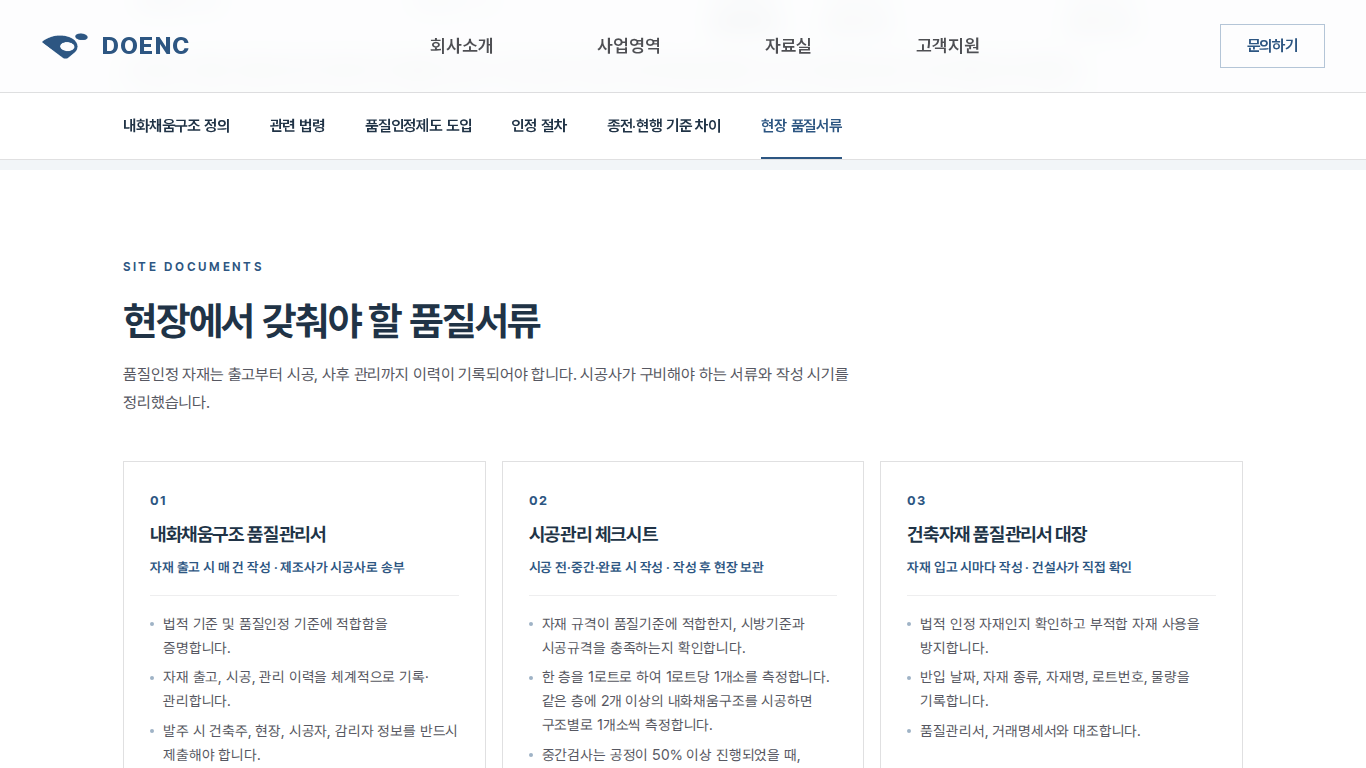 DOENC
회사소개
사업영역
자료실
고객지원
문의하기
내화채움구조 정의
관련 법령
품질인정제도 도입
인정 절차
종전·현행 기준 차이
현장 품질서류
SITE DOCUMENTS
현장에서 갖춰야 할 품질서류
품질인정 자재는 출고부터 시공, 사후 관리까지 이력이 기록되어야 합니다. 시공사가 구비해야 하는 서류와 작성 시기를
정리했습니다.
01
내화채움구조 품질관리서
자재 출고 시 매 건 작성 · 제조사가 시공사로 송부
법적 기준 및 품질인정 기준에 적합함을
증명합니다.
자재 출고, 시공, 관리 이력을 체계적으로 기록·
관리합니다.
발주 시 건축주, 현장, 시공자, 감리자 정보를 반드시
제출해야 합니다.
02
시공관리 체크시트
시공 전·중간·완료 시 작성 · 작성 후 현장 보관
자재 규격이 품질기준에 적합한지, 시방기준과
시공규격을 충족하는지 확인합니다.
한 층을 1로트로 하여 1로트당 1개소를 측정합니다.
같은 층에 2개 이상의 내화채움구조를 시공하면
구조별로 1개소씩 측정합니다.
중간검사는 공정이 50% 이상 진행되었을 때,
03
건축자재 품질관리서 대장
자재 입고 시마다 작성 · 건설사가 직접 확인
법적 인정 자재인지 확인하고 부적합 자재 사용을
방지합니다.
반입 날짜, 자재 종류, 자재명, 로트번호, 물량을
기록합니다.
품질관리서, 거래명세서와 대조합니다.